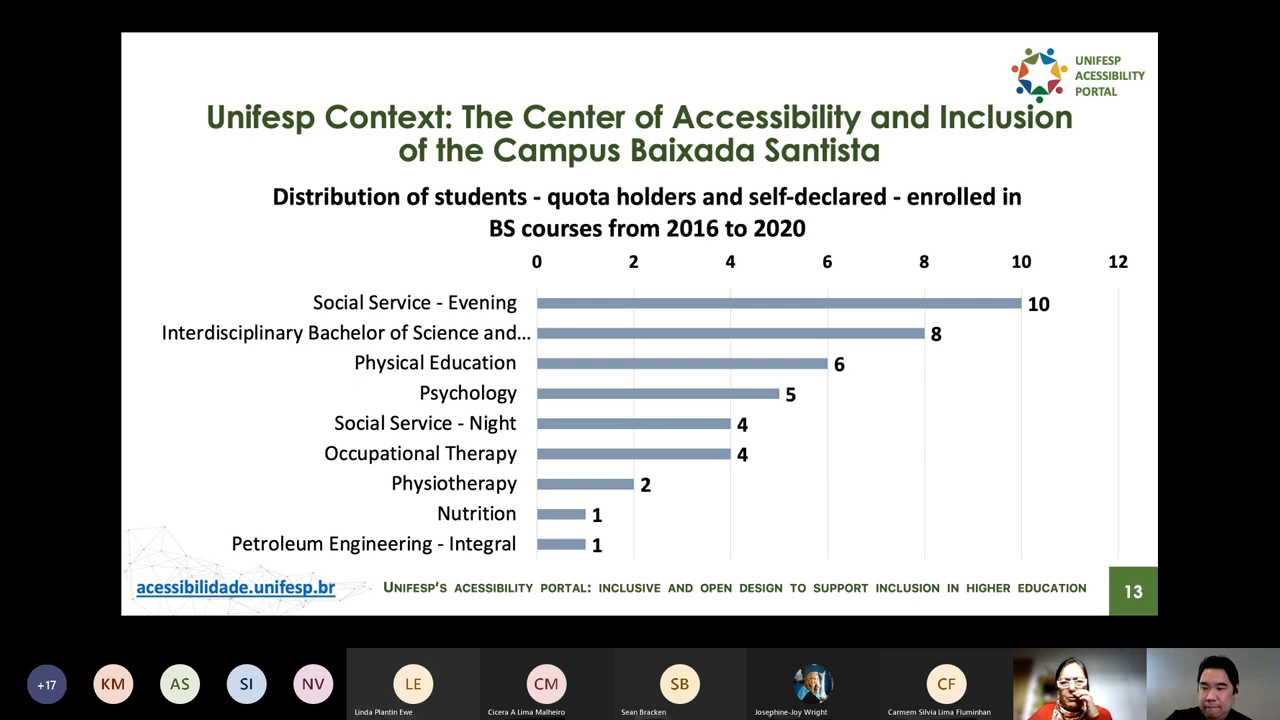 UNIFESP
ACESSIBILITY
PORTAL
Unifesp Context: The Center of Accessibility and Inclusion
of the Campus Baixada Santista
Distribution of students - quota holders and self-declared - enrolled in
BS courses from 2016 to 2020
0 2 4 6 8 10 12
Social Service - Evening 10
Interdisciplinary Bachelor of Science and... 8
Physical Education 6
Psychology 5
Social Service - Night 4
Occupational Therapy 4
Physiotherapy 2
Nutrition 1
Petroleum Engineering - Integral 1
acessibilidade.unifesp.br UNIFESP'S ACESSIBILITY PORTAL: INCLUSIVE AND OPEN DESIGN TO SUPPORT INCLUSION IN HIGHER EDUCATION 13
+17 KM AS SI NV LE CM SB CF
Linda Plantin Ewe Cicera A Lima Malheiro Sean Bracken Josephine-Joy Wright Carmem Silvia Lima Fluminhan